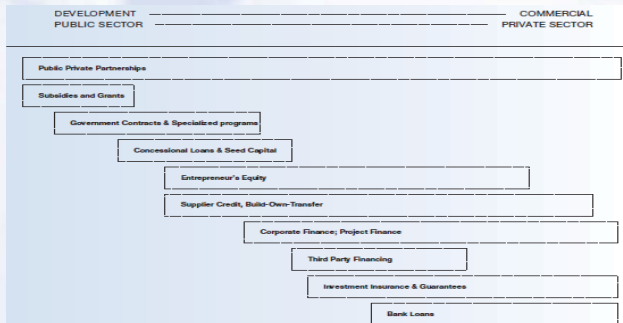 DEVELOPMENT COMMERCIAL
PUBLIC SECTOR PRIVATE SECTOR
Public Private Partnerships
Subsidies and Grants
Government Contracts & Specialized programs
Concessional Loans & Seed Capital
Entrepreneur's Equity
Supplier Credit, Build-Own-Transfer
Corporate Finance; Project Finance
Third Party Financing
Investment Insurance & Guarantees
Bank Loans